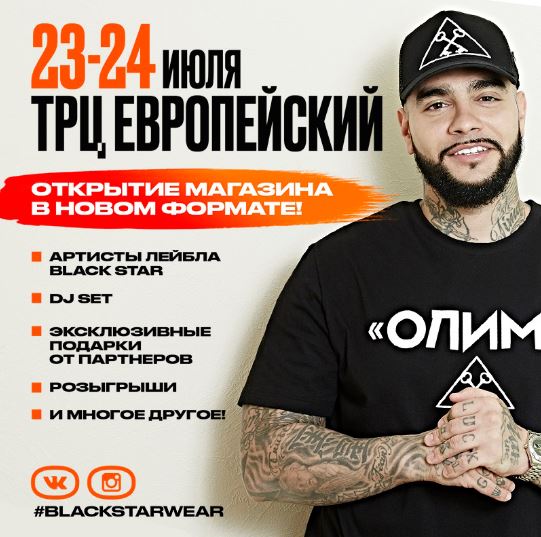 23-24 ИЮЛЯ
ТРЦ ЕВРОПЕЙСКИЙ
ОТКРЫТИЕ МАГАЗИНА
В НОВОМ ФОРМАТЕ!
АРТИСТЫ ЛЕЙБЛА
BLACK STAR
DJ SET
ЭКСКЛЮЗИВНЫЕ
ПОДАРКИ
ОТ ПАРТНЕРОВ
РОЗЫГРЫШИ
И МНОГОЕ ДРУГОЕ!
«ОЛИМ
LUCK
#BLACKSTARWEAR